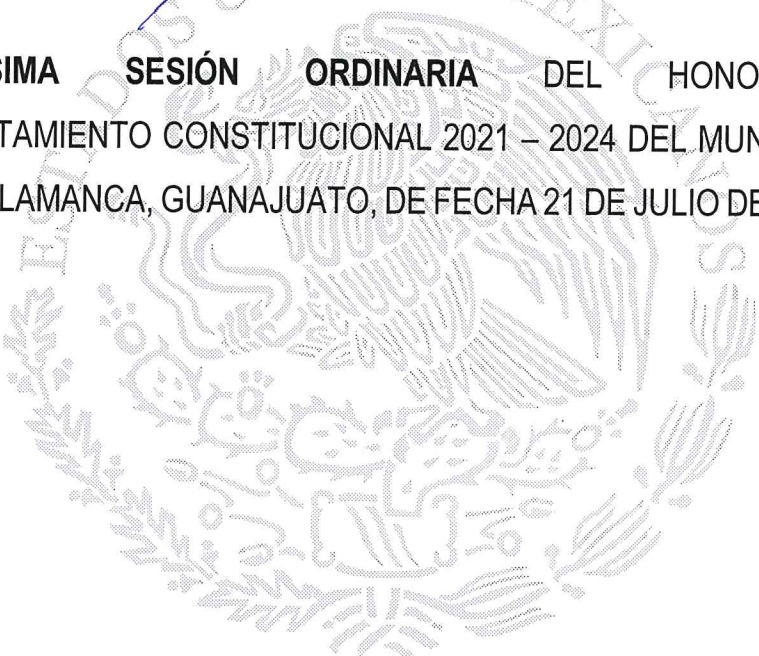 SIMA SESIÓN ORDINARIA DEL HONO
TAMIENTO CONSTITUCIONAL 2021 – 2024 DEL MUN
LAMANCA, GUANAJUATO, DE FECHA 21 DE JULIO DE